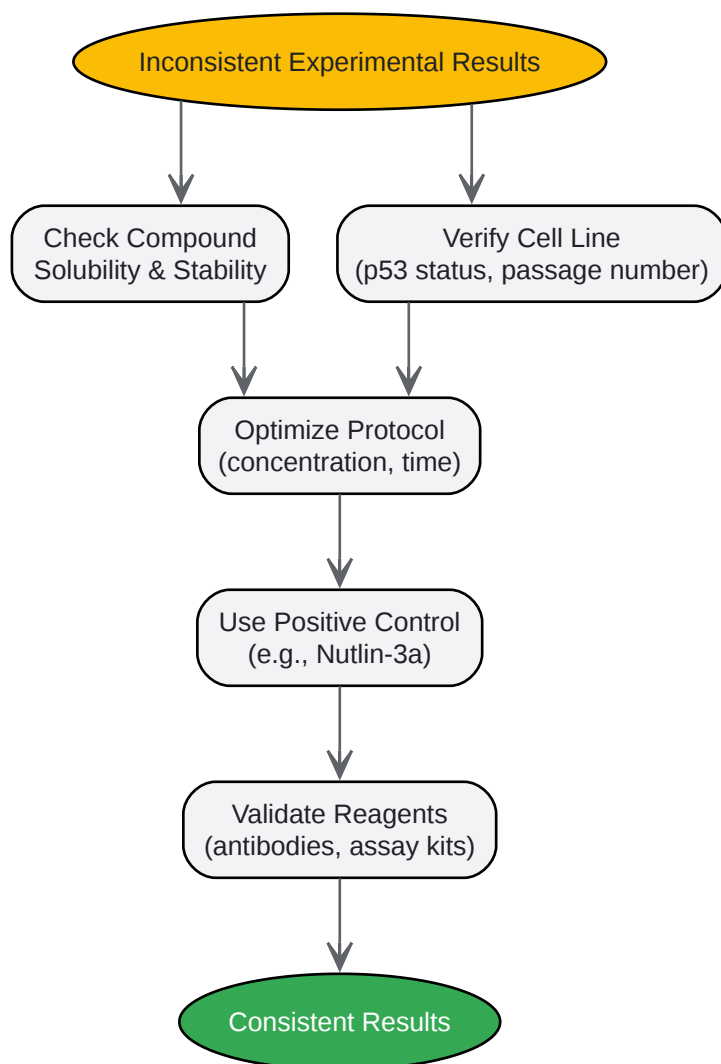 Inconsistent Experimental Results
Check Compound
Solubility & Stability
Verify Cell Line
(p53 status, passage number)
Optimize Protocol
(concentration, time)
Use Positive Control
(e.g., Nutlin-3a)
Validate Reagents
(antibodies, assay kits)
Consistent Results